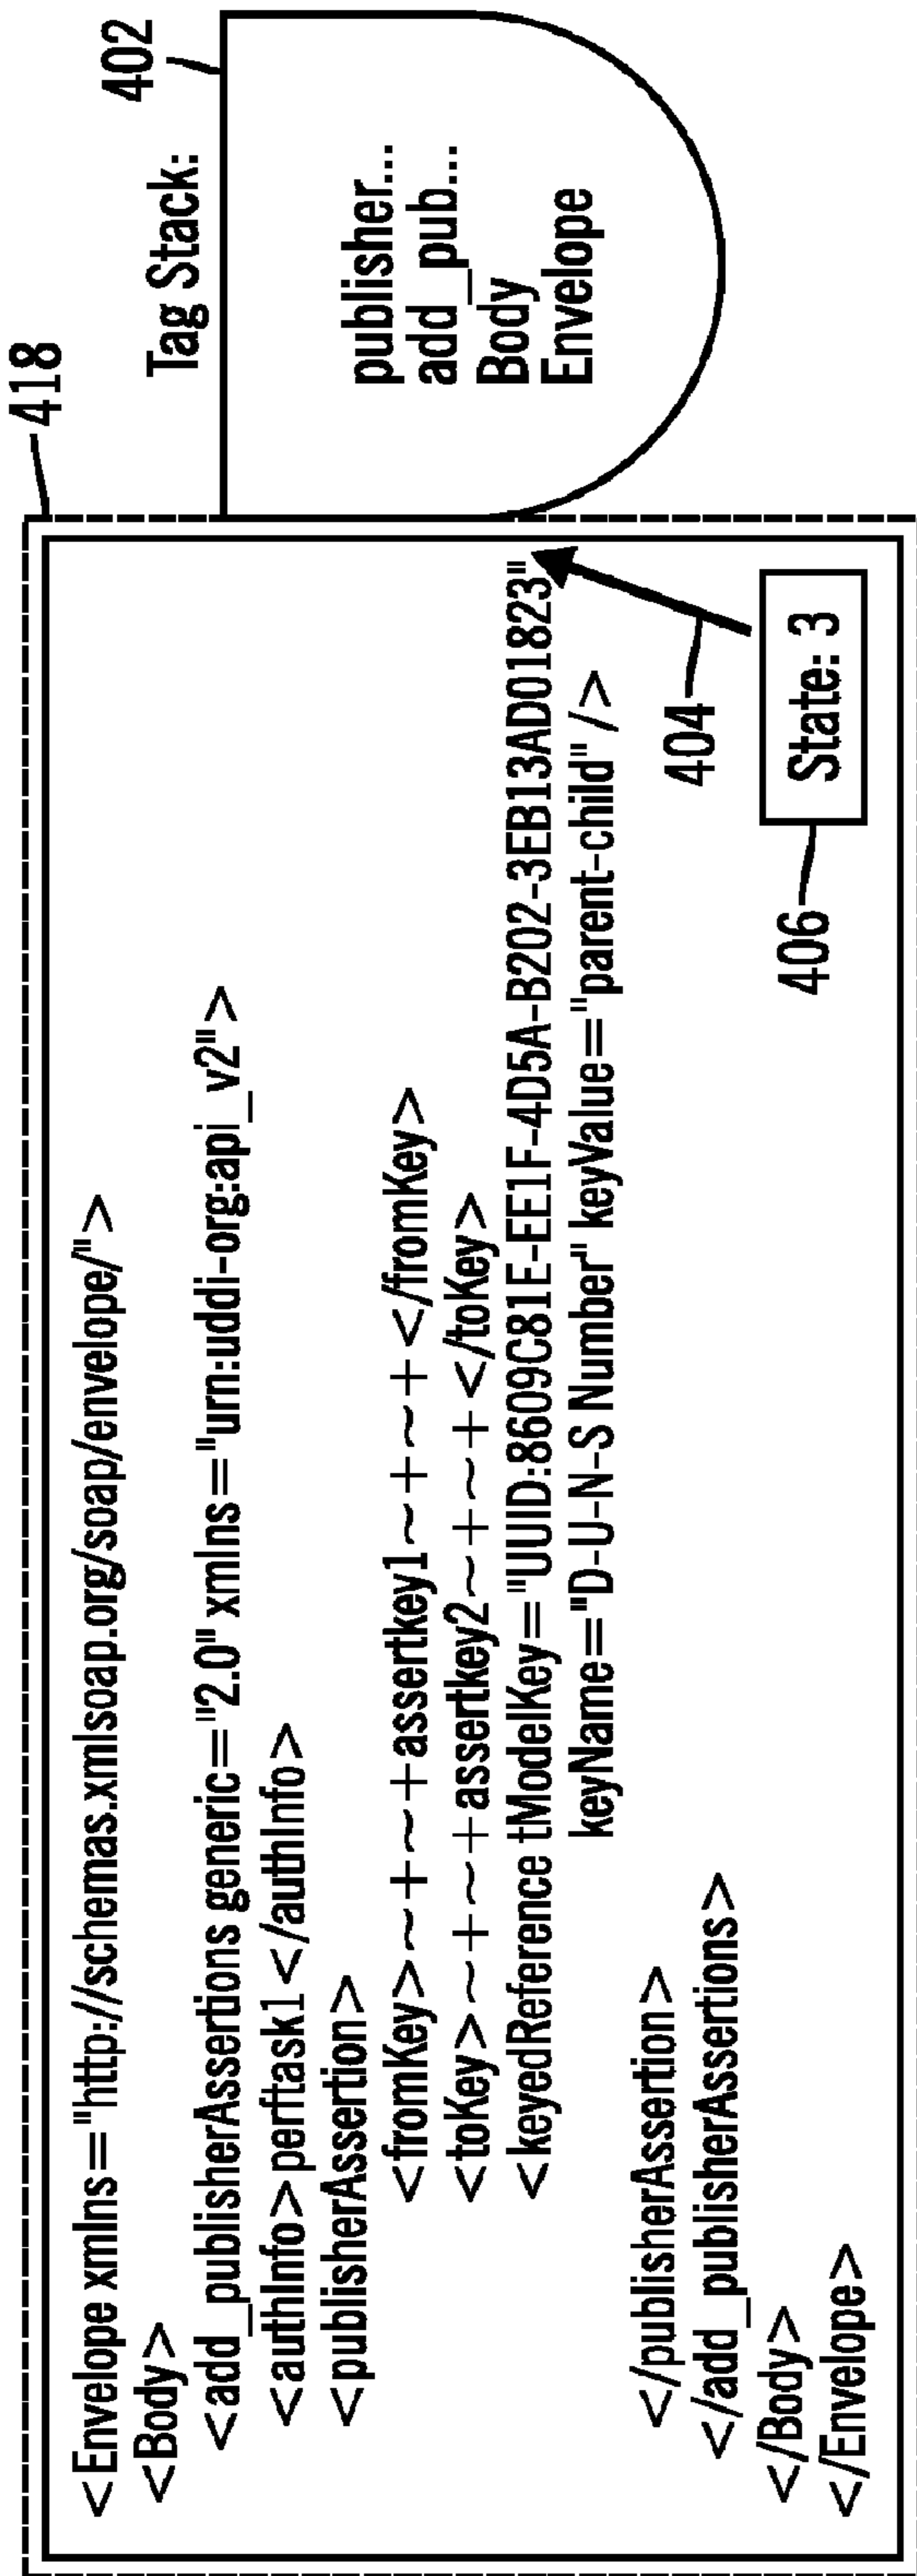 418
Tag Stack:
402
<Envelope xmlns="http://schemas.xmlsoap.org/soap/envelope/">
<Body>
<add_publisherAssertions generic="2.0" xmlns="urn:uddi-org:api_v2">
<authInfo>perftask1</authInfo>
<publisherAssertion>
<fromKey>~+~+assertkey1~+~+</fromKey>
<toKey>~+~+assertkey2~+~+</toKey>
<keyedReference tModelKey="UUID:8609C81E-EE1F-4D5A-B202-3EB13AD01823"
keyName="D-U-N-S Number" keyValue="parent-child" />
</publisherAssertion>
</add_publisherAssertions>
</Body>
</Envelope>
publisher...
add_pub...
Body
Envelope
404
406
State: 3